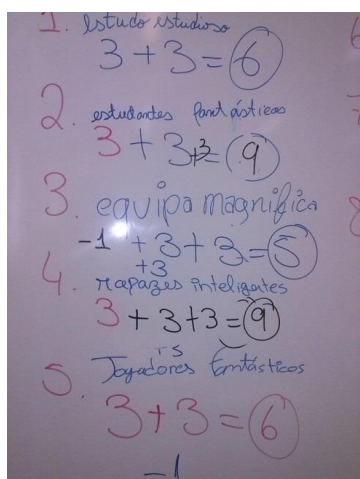 1. Estudo estudioso
3 + 3 = 6
2. estudantes fantásticos
3 + 3 +3 = 9
3. equipa magnifica
-1 + 3 + 3 = 5
+3
4. rapazes inteligentes
3 + 3 + 3 = 9
5. Jogadores fantásticos
3 + 3 = 6
-1